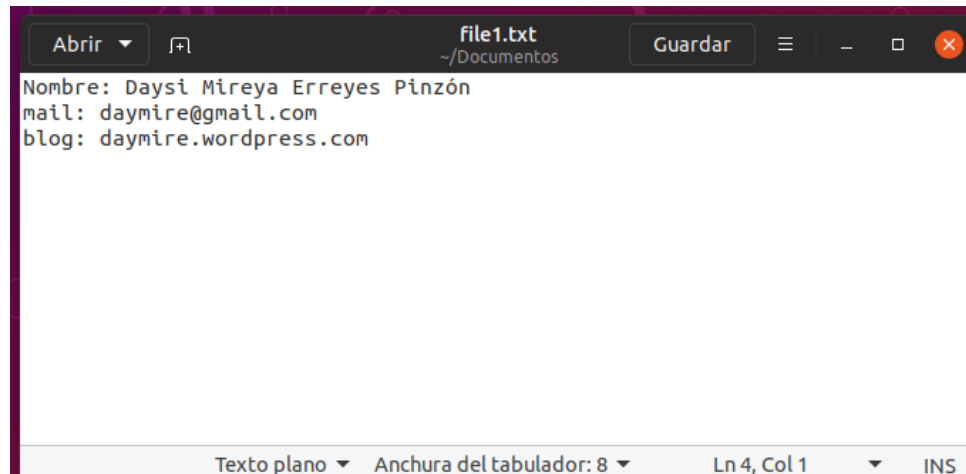 Abrir
file1.txt
~/Documentos
Guardar
Nombre: Daysi Mireya Erreyes Pinzón
mail: daymire@gmail.com
blog: daymire.wordpress.com
Texto plano Anchura del tabulador: 8 Ln 4, Col 1 INS